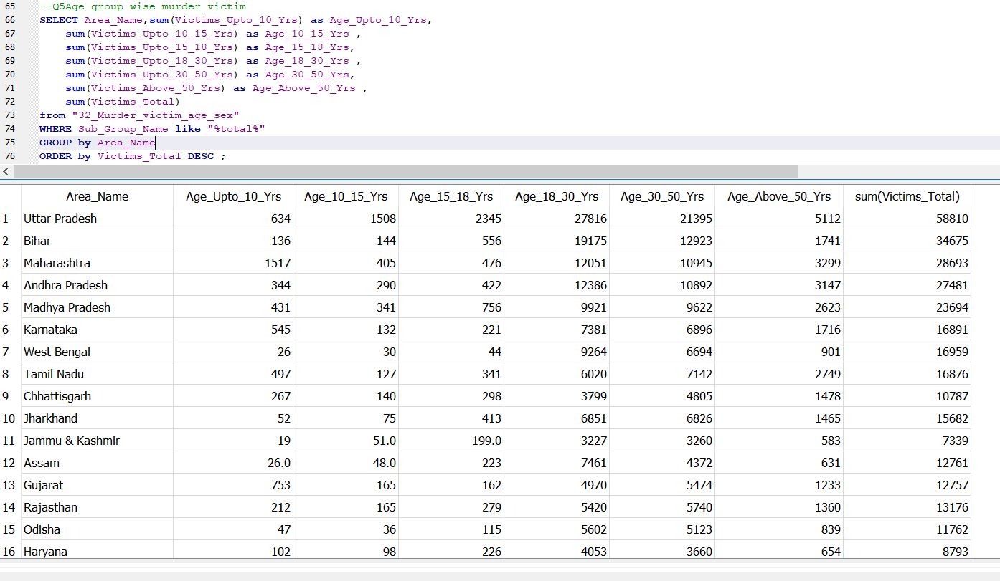 65 --Q5Age group wise murder victim
66 SELECT Area_Name,sum(Victims_Upto_10_Yrs) as Age_Upto_10_Yrs,
67 sum(Victims_Upto_10_15_Yrs) as Age_10_15_Yrs ,
68 sum(Victims_Upto_15_18_Yrs) as Age_15_18_Yrs,
69 sum(Victims_Upto_18_30_Yrs) as Age_18_30_Yrs ,
70 sum(Victims_Upto_30_50_Yrs) as Age_30_50_Yrs,
71 sum(Victims_Above_50_Yrs) as Age_Above_50_Yrs ,
72 sum(Victims_Total)
73 from "32_Murder_victim_age_sex"
74 WHERE Sub_Group_Name like "%total%"
75 GROUP by Area_Name
76 ORDER by Victims_Total DESC ;
Area_Name Age_Upto_10_Yrs Age_10_15_Yrs Age_15_18_Yrs Age_18_30_Yrs Age_30_50_Yrs Age_Above_50_Yrs sum(Victims_Total)
1 Uttar Pradesh 634 1508 2345 27816 21395 5112 58810
2 Bihar 136 144 556 19175 12923 1741 34675
3 Maharashtra 1517 405 476 12051 10945 3299 28693
4 Andhra Pradesh 344 290 422 12386 10892 3147 27481
5 Madhya Pradesh 431 341 756 9921 9622 2623 23694
6 Karnataka 545 132 221 7381 6896 1716 16891
7 West Bengal 26 30 44 9264 6694 901 16959
8 Tamil Nadu 497 127 341 6020 7142 2749 16876
9 Chhattisgarh 267 140 298 3799 4805 1478 10787
10 Jharkhand 52 75 413 6851 6826 1465 15682
11 Jammu & Kashmir 19 51.0 199.0 3227 3260 583 7339
12 Assam 26.0 48.0 223 7461 4372 631 12761
13 Gujarat 753 165 162 4970 5474 1233 12757
14 Rajasthan 212 165 279 5420 5740 1360 13176
15 Odisha 47 36 115 5602 5123 839 11762
16 Haryana 102 98 226 4053 3660 654 8793